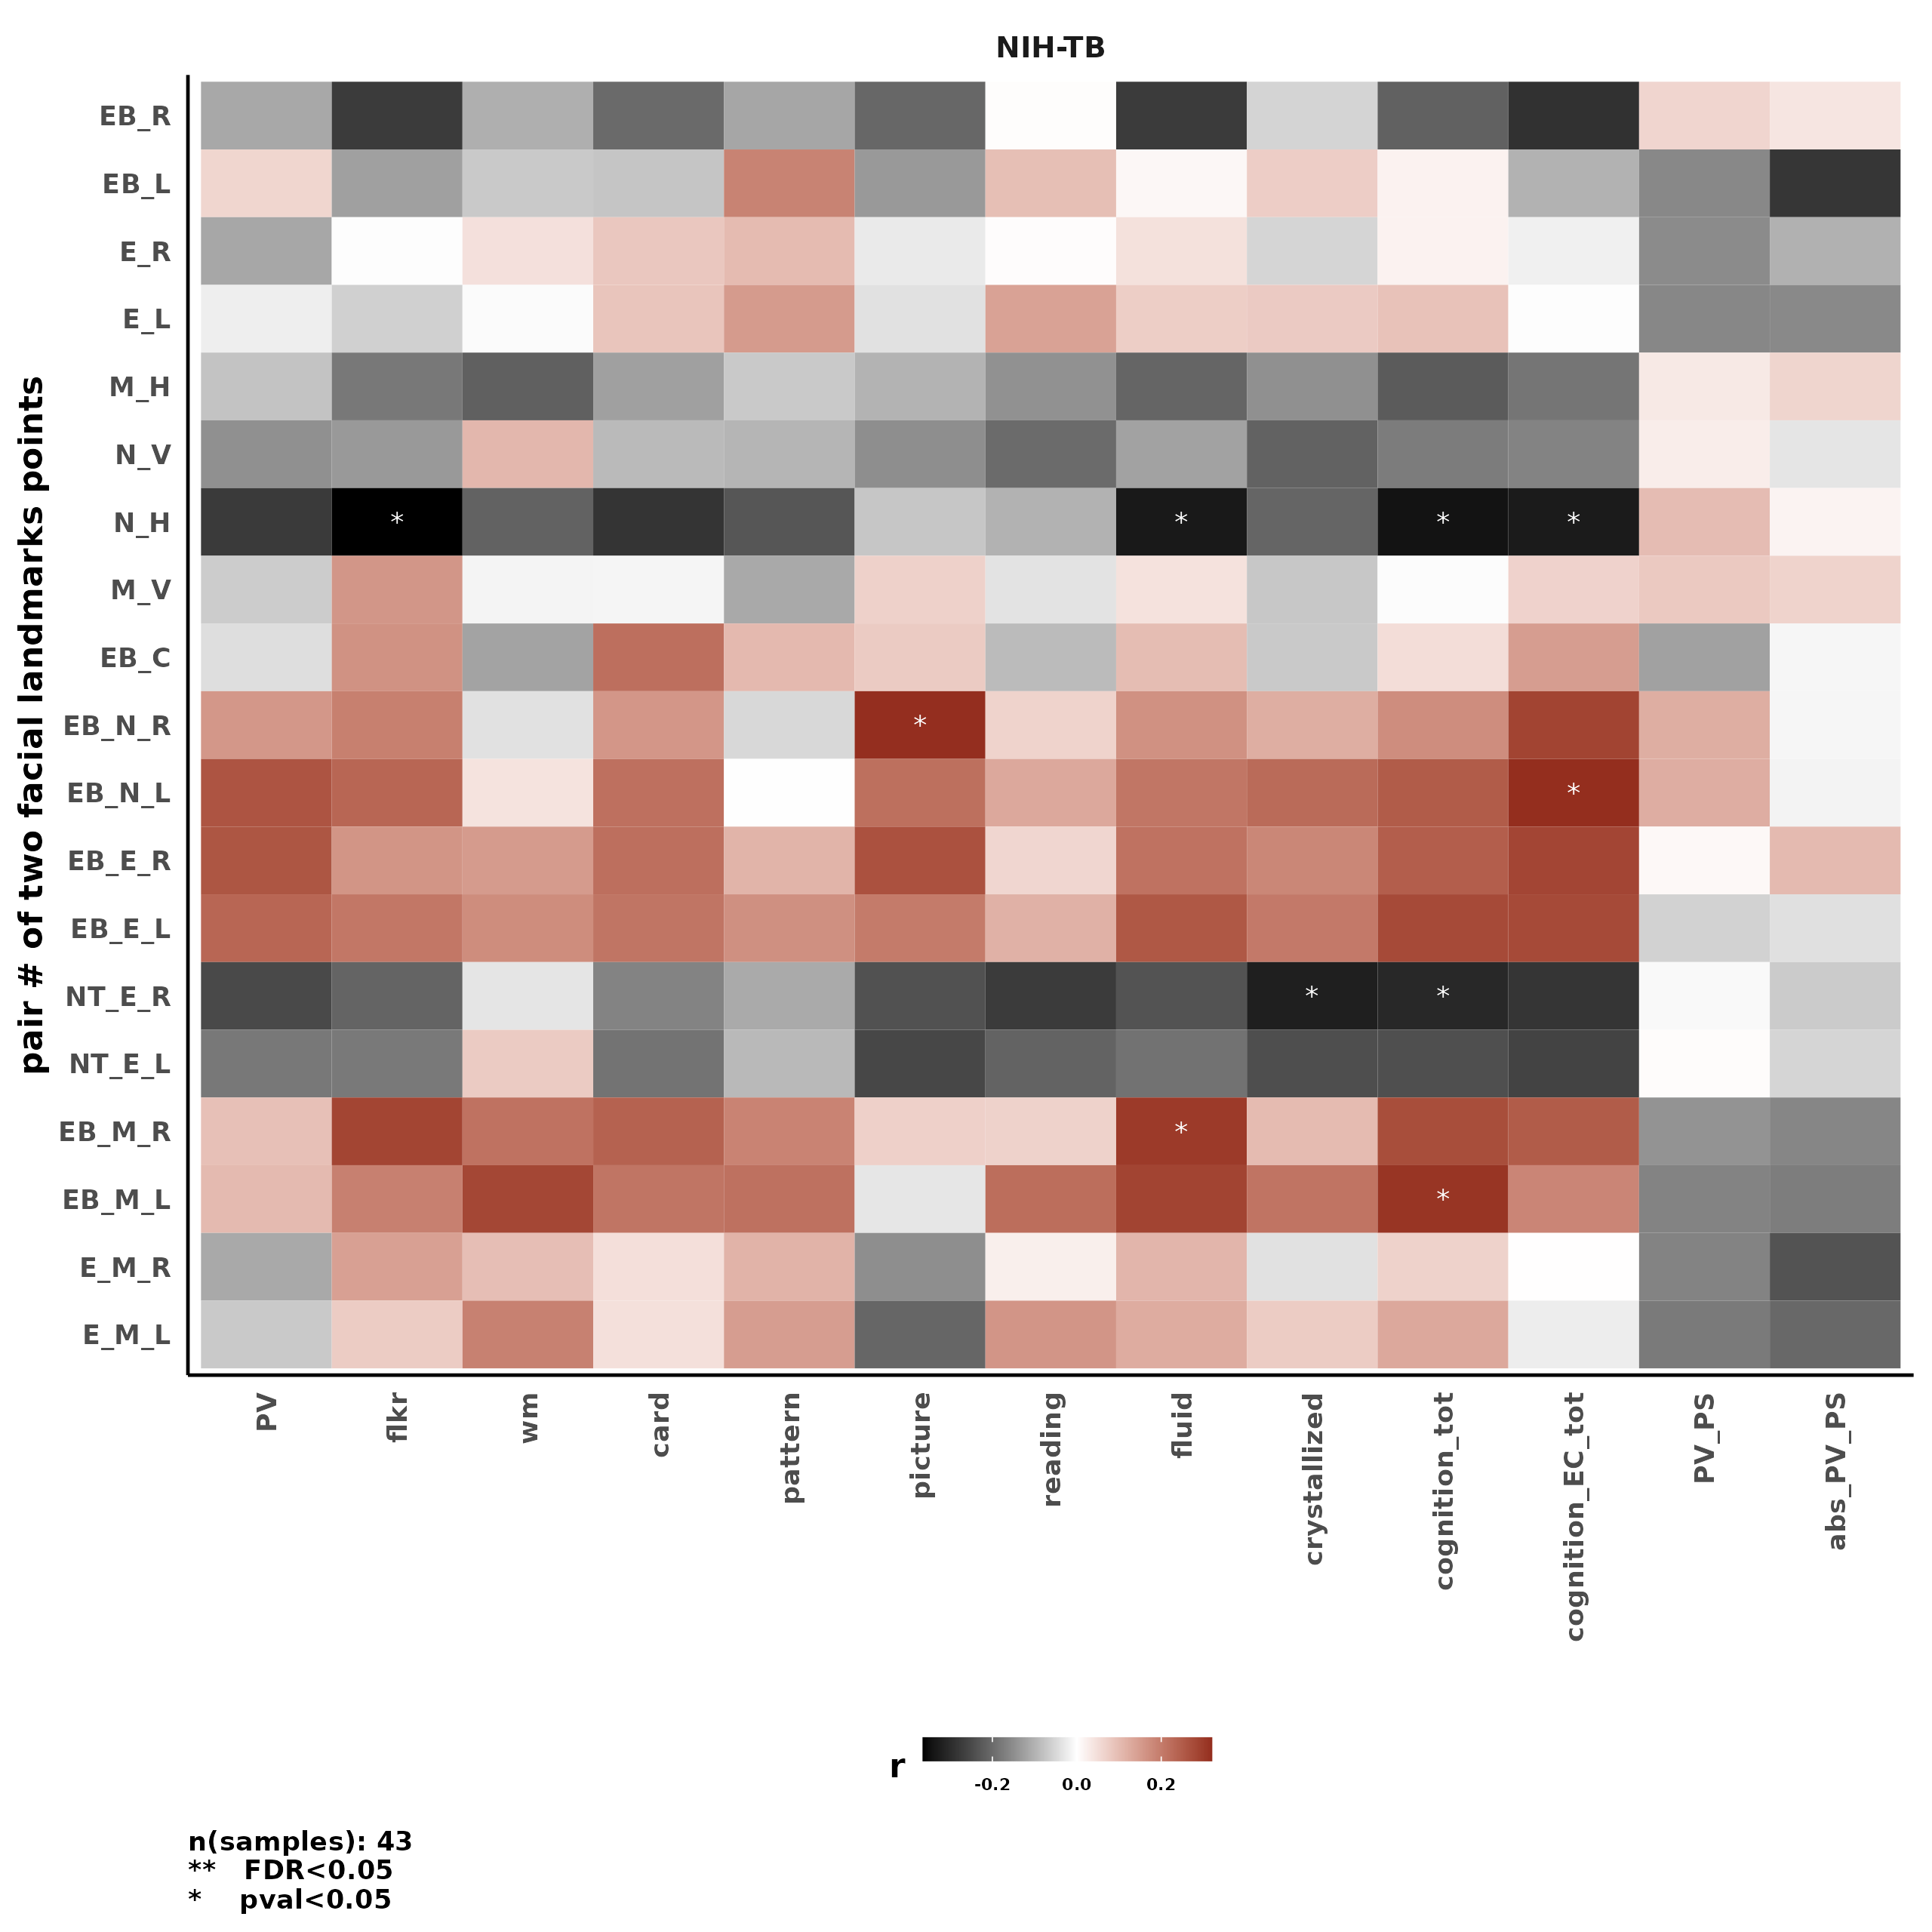 NIH-TB
pair # of two facial landmarks points
EB_R
EB_L
E_R
E_L
M_H
N_V
N_H
* * * *
M_V
EB_C
EB_N_R
*
EB_N_L
*
EB_E_R
EB_E_L
NT_E_R
* *
NT_E_L
EB_M_R
*
EB_M_L
*
E_M_R
E_M_L
PV
flkr
wm
card
pattern
picture
reading
fluid
crystallized
cognition_tot
cognition_EC_tot
PV_PS
abs_PV_PS
r
-0.2 0.0 0.2
n(samples): 43
** FDR<0.05
* pval<0.05